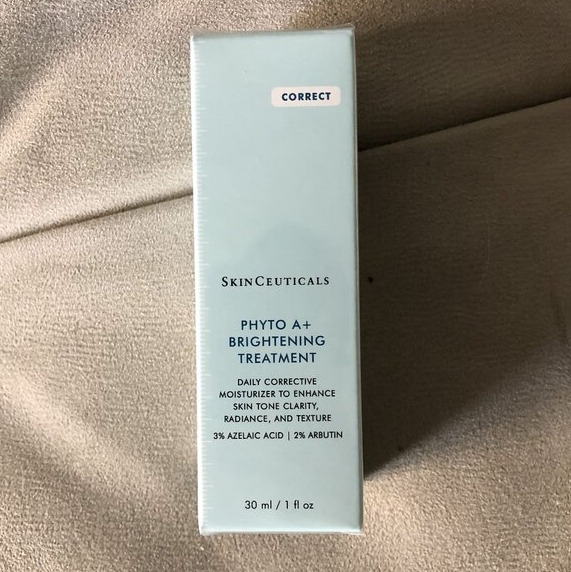 CORRECT
SKINCEUTICALS
PHYTO A+
BRIGHTENING
TREATMENT
DAILY CORRECTIVE
MOISTURIZER TO ENHANCE
SKIN TONE CLARITY,
RADIANCE, AND TEXTURE
3% AZELAIC ACID | 2% ARBUTIN
30 ml / 1 fl oz